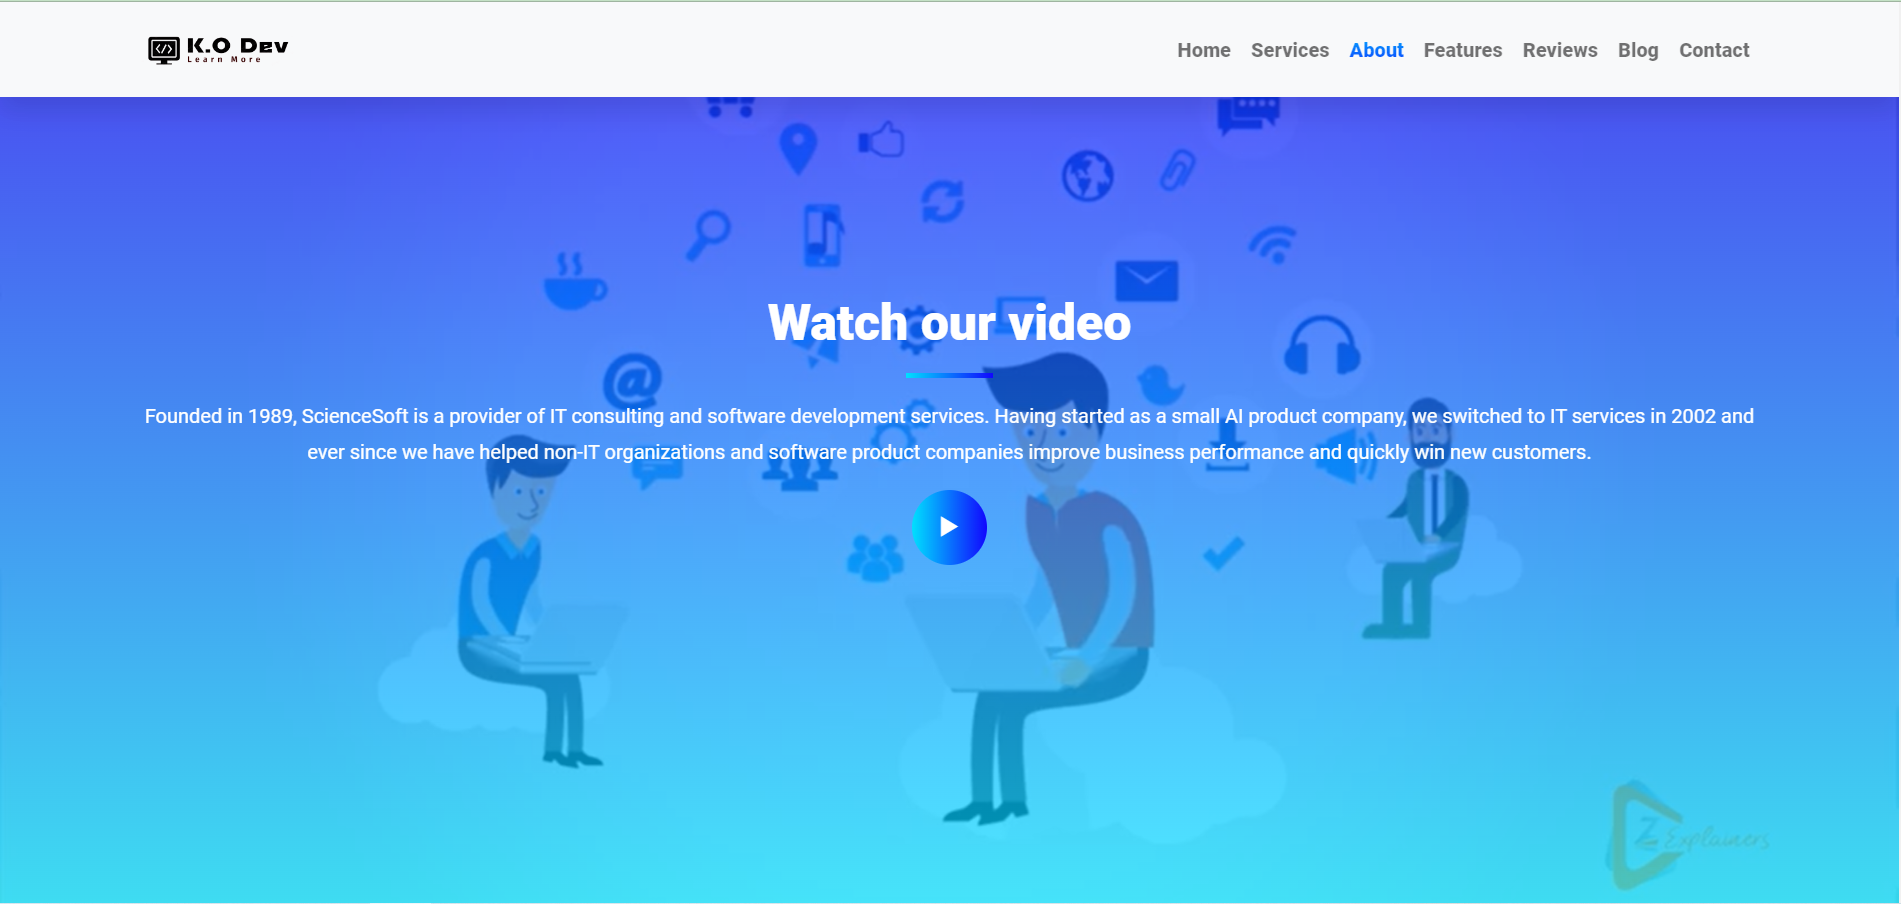 K.O Dev
Learn More
Home Services About Features Reviews Blog Contact
Watch our video
Founded in 1989, ScienceSoft is a provider of IT consulting and software development services. Having started as a small AI product company, we switched to IT services in 2002 and
ever since we have helped non-IT organizations and software product companies improve business performance and quickly win new customers.
@
Z Explainers